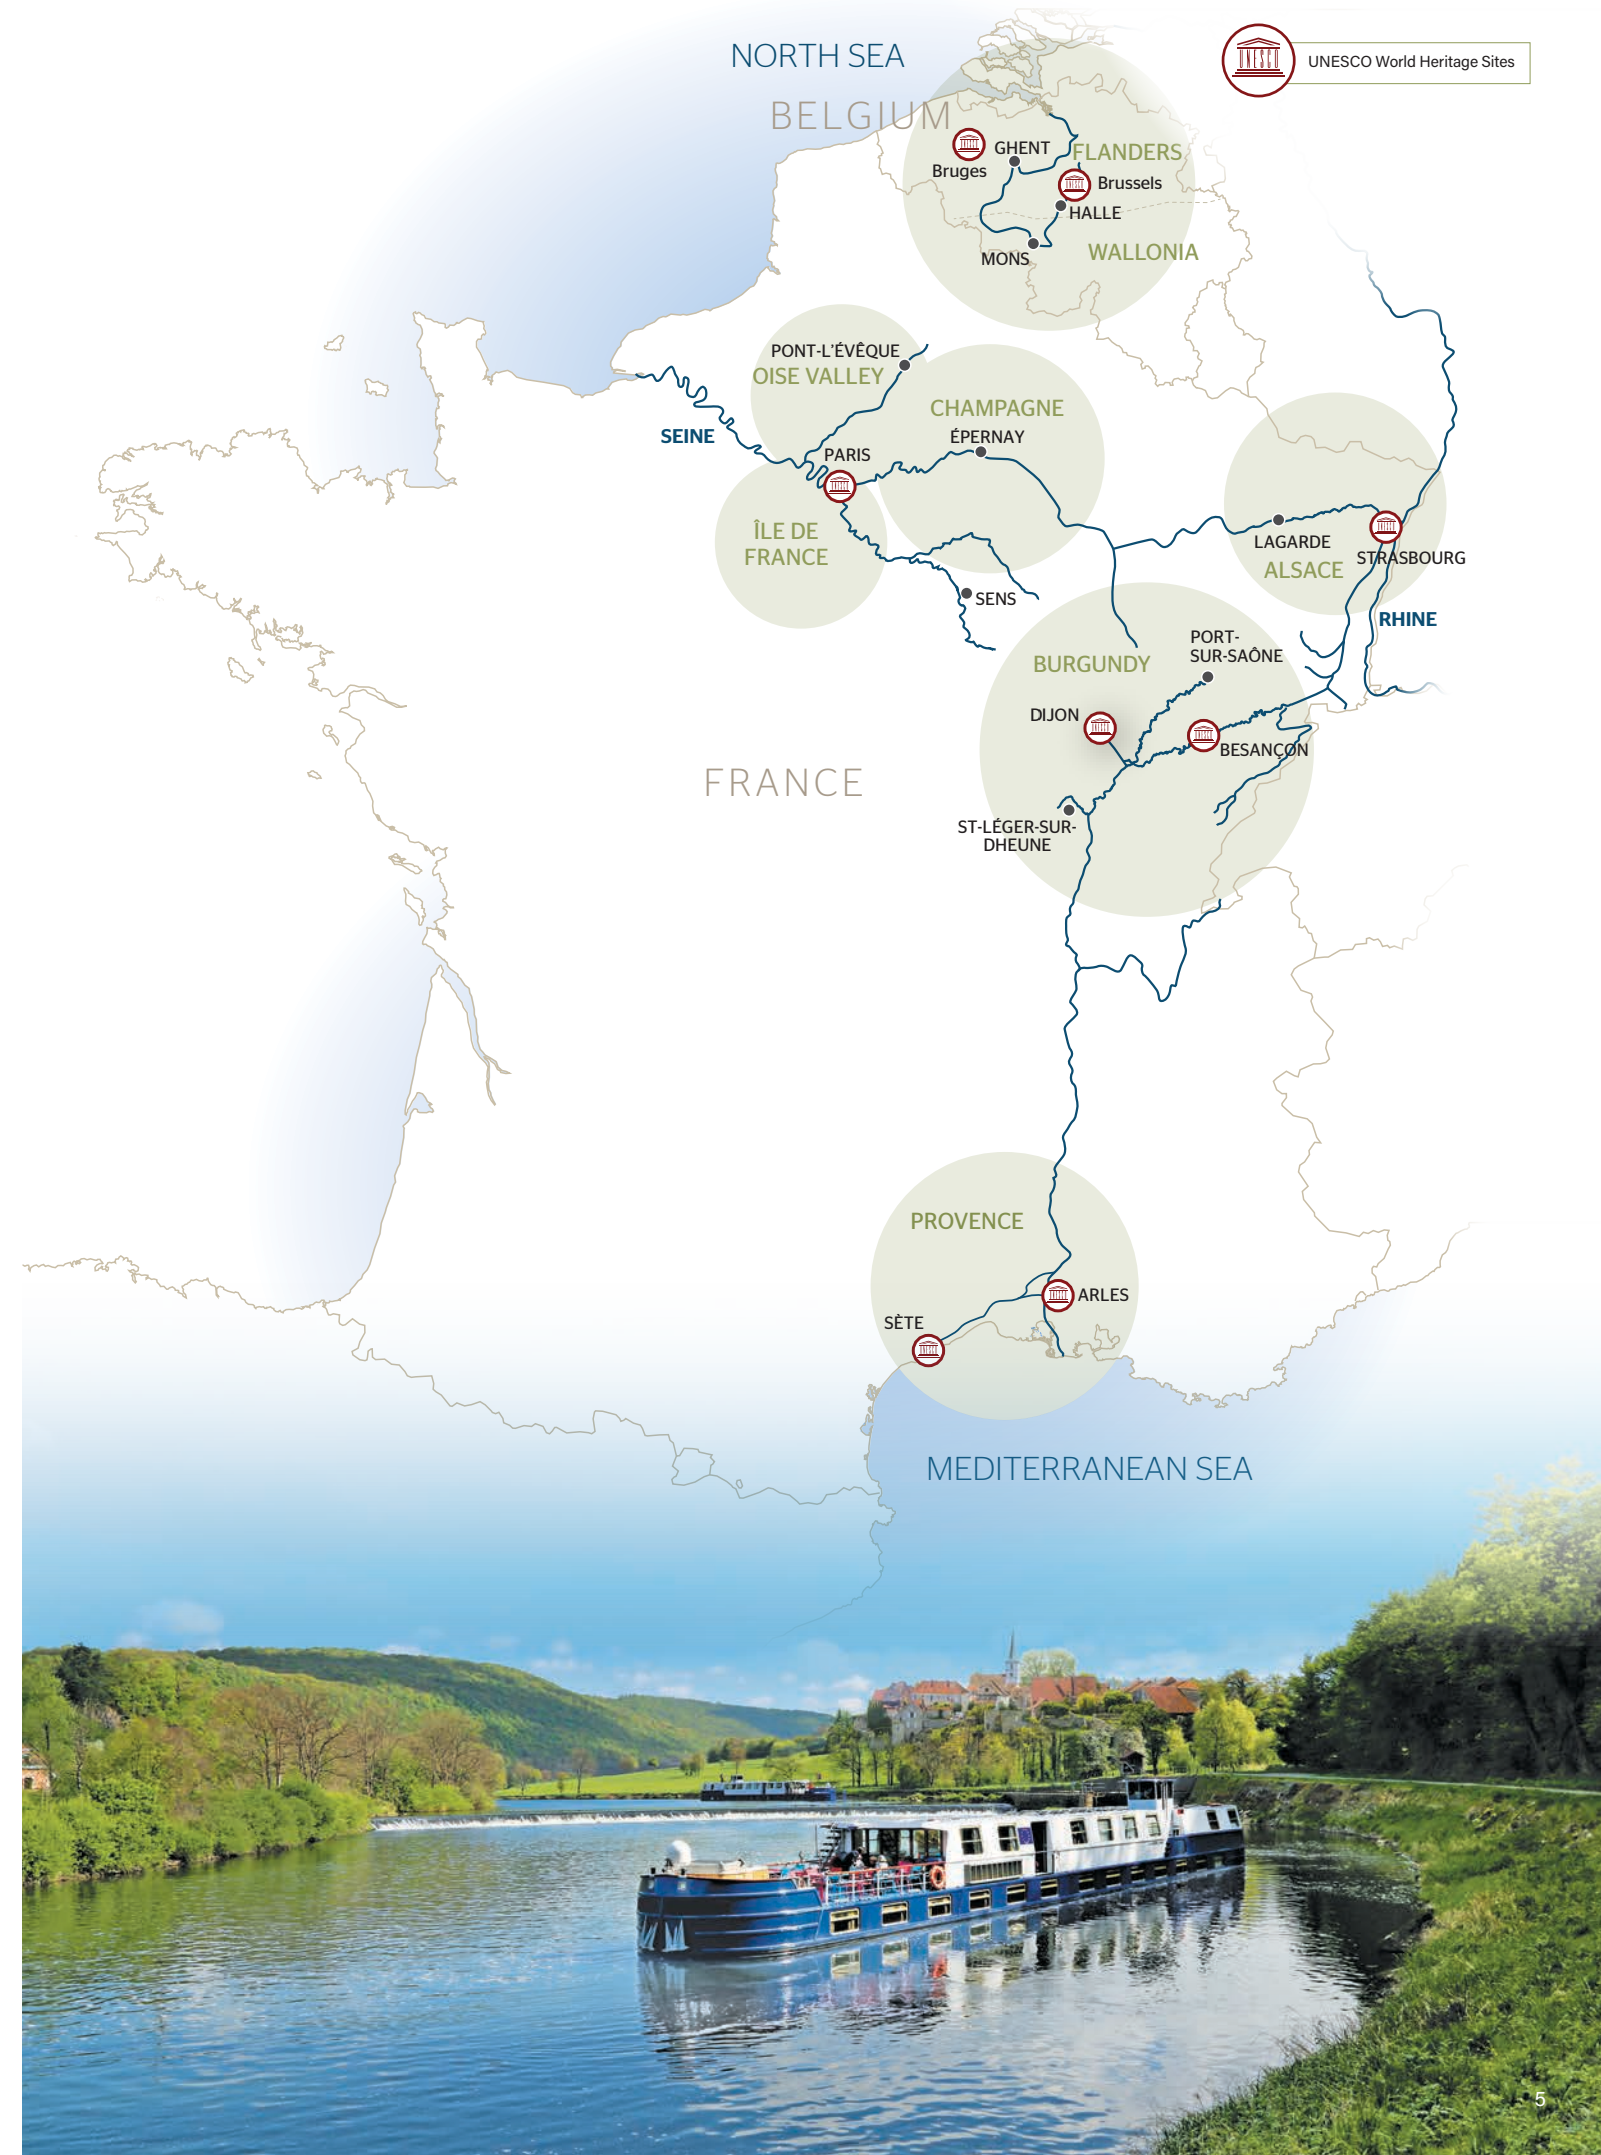 NORTH SEA
UNESCO
UNESCO World Heritage Sites
BELGIUM
GHENT
FLANDERS
Bruges
Brussels
HALLE
MONS
WALLONIA
PONT-L'ÉVÊQUE
OISE VALLEY
CHAMPAGNE
SEINE
ÉPERNAY
PARIS
ÎLE DE
FRANCE
LAGARDE
STRASBOURG
ALSACE
SENS
RHINE
PORT-
SUR-SAÔNE
BURGUNDY
DIJON
BESANÇON
FRANCE
ST-LÉGER-SUR-
DHEUNE
PROVENCE
ARLES
SÈTE
MEDITERRANEAN SEA
5